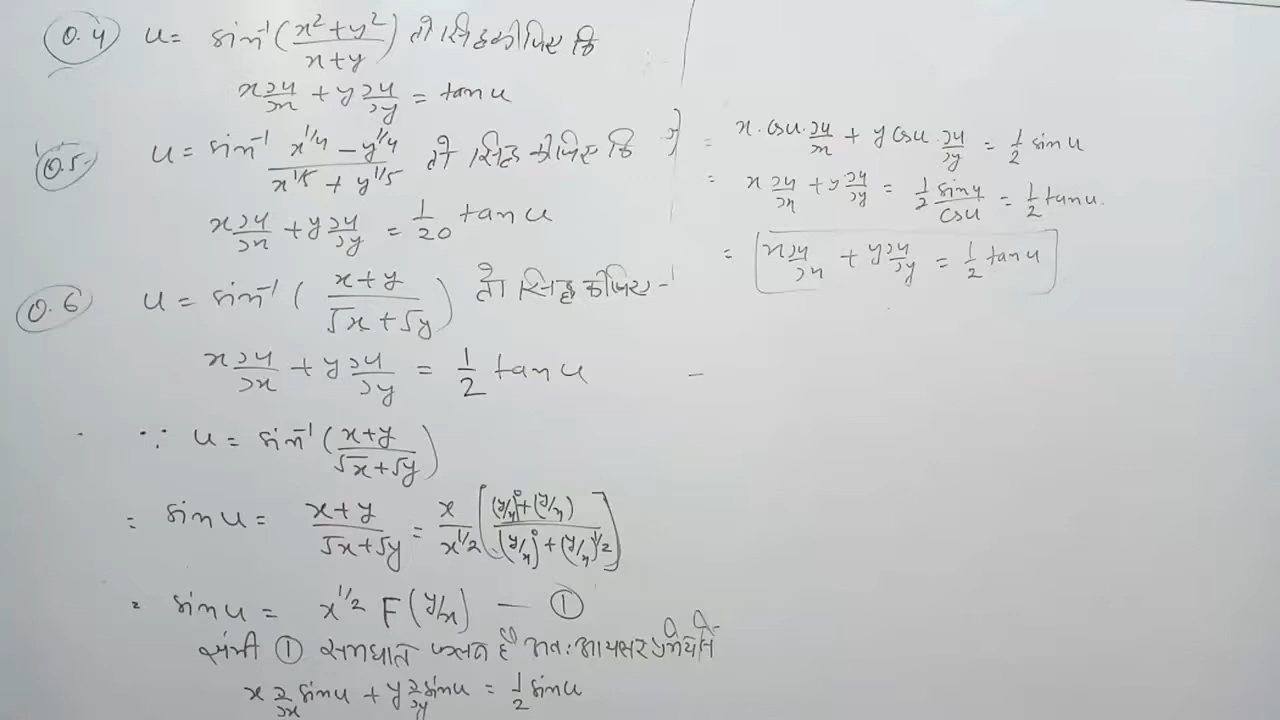 Q.4 u = sin⁻¹(x² + y² / x+y) तो सिद्ध कीजिए कि
x ∂u/∂x + y ∂u/∂y = tan u
Q.5 u = sin⁻¹ x^1/4 − y^1/4 / x^1/5 + y^1/5 तो सिद्ध कीजिए कि
x ∂u/∂x + y ∂u/∂y = 1/20 tan u
Q.6 u = sin⁻¹(x+y / √x + √y) तो सिद्ध कीजिए -
x ∂u/∂x + y ∂u/∂y = 1/2 tan u
∵ u = sin⁻¹(x+y / √x+√y)
= sin u = x+y / √x+√y = x / x^1/2 [(y/x)⁰ + (y/x) / (y/x)⁰ + (y/x)^1/2]
= sin u = x^1/2 F(y/x) — ①
समी ① समघात फलन है अतः आयलर प्रमेय से
x ∂/∂x sin u + y ∂/∂y sin u = 1/2 sin u
= x · cos u · ∂u/∂x + y cos u · ∂u/∂y = 1/2 sin u
= x ∂u/∂x + y ∂u/∂y = 1/2 sin u / cos u = 1/2 tan u.
= x ∂u/∂x + y ∂u/∂y = 1/2 tan u